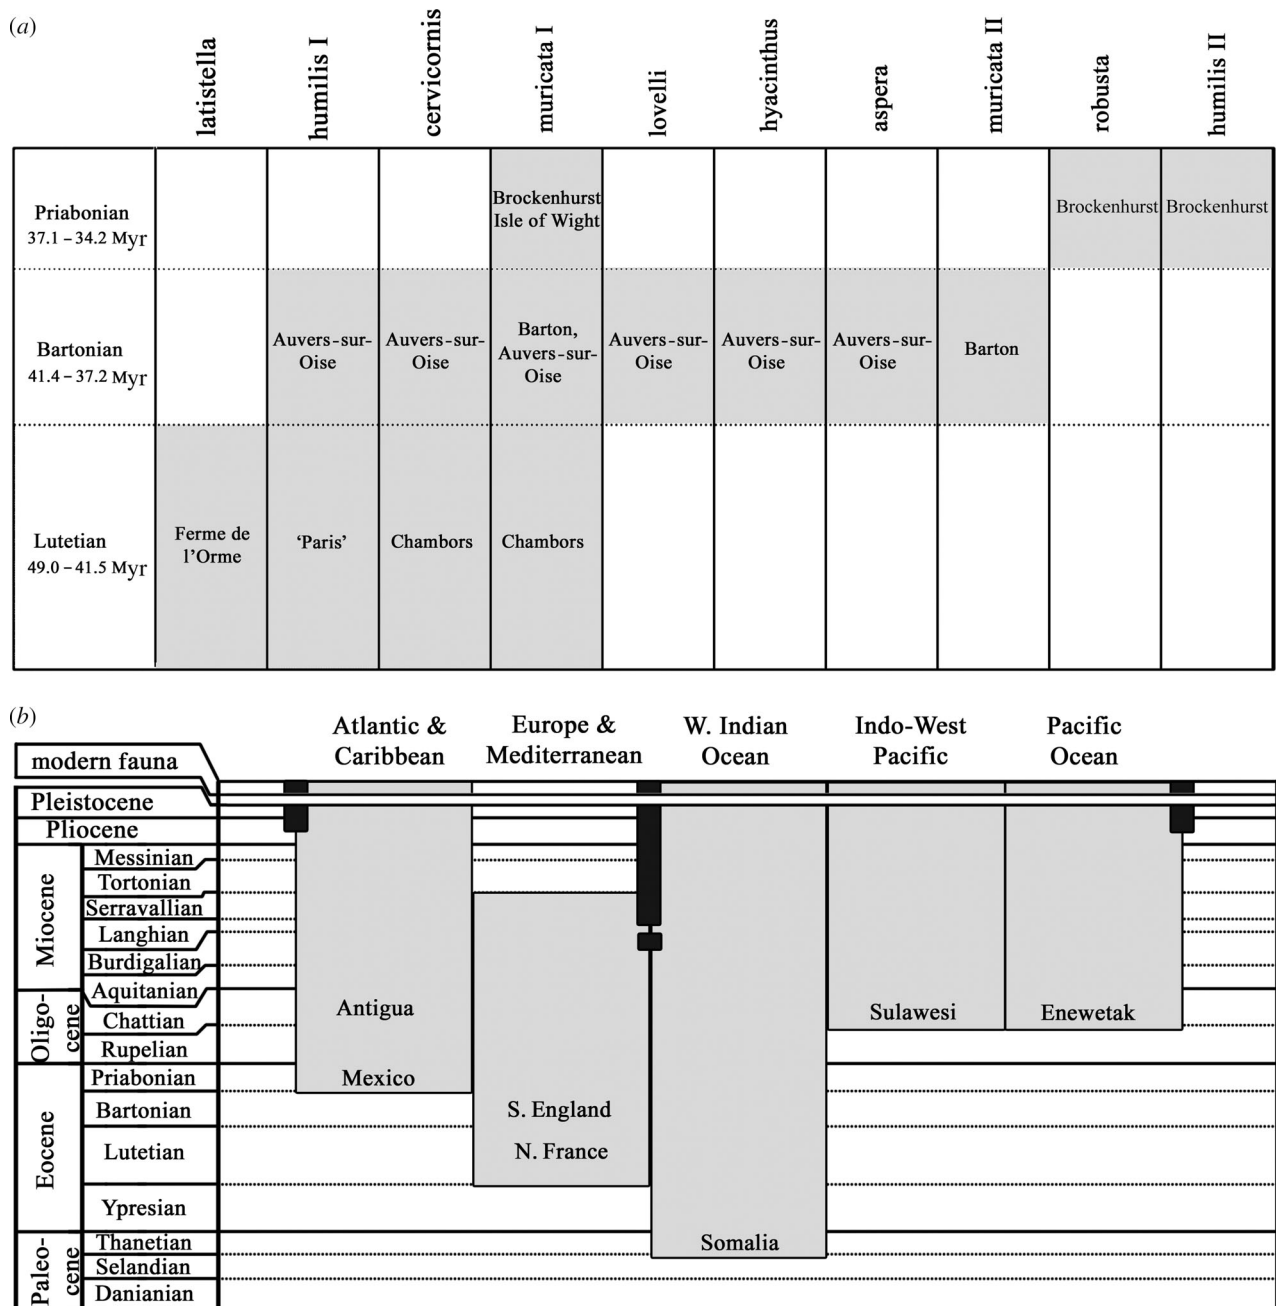 (a)
latistella
humilis I
cervicornis
muricata I
lovelli
hyacinthus
aspera
muricata II
robusta
humilis II
Priabonian
37.1 – 34.2 Myr
Brockenhurst
Isle of Wight
Brockenhurst
Brockenhurst
Bartonian
41.4 – 37.2 Myr
Auvers-sur-
Oise
Auvers-sur-
Oise
Barton,
Auvers-sur-
Oise
Auvers-sur-
Oise
Auvers-sur-
Oise
Auvers-sur-
Oise
Barton
Lutetian
49.0 – 41.5 Myr
Ferme de
l’Orme
‘Paris’
Chambors
Chambors
(b)
Atlantic &
Caribbean
Europe &
Mediterranean
W. Indian
Ocean
Indo-West
Pacific
Pacific
Ocean
modern fauna
Pleistocene
Pliocene
Miocene
Messinian
Tortonian
Serravallian
Langhian
Burdigalian
Aquitanian
Oligo-
cene
Chattian
Rupelian
Eocene
Priabonian
Bartonian
Lutetian
Ypresian
Paleo-
cene
Thanetian
Selandian
Danianian
Antigua
Mexico
S. England
N. France
Somalia
Sulawesi
Enewetak